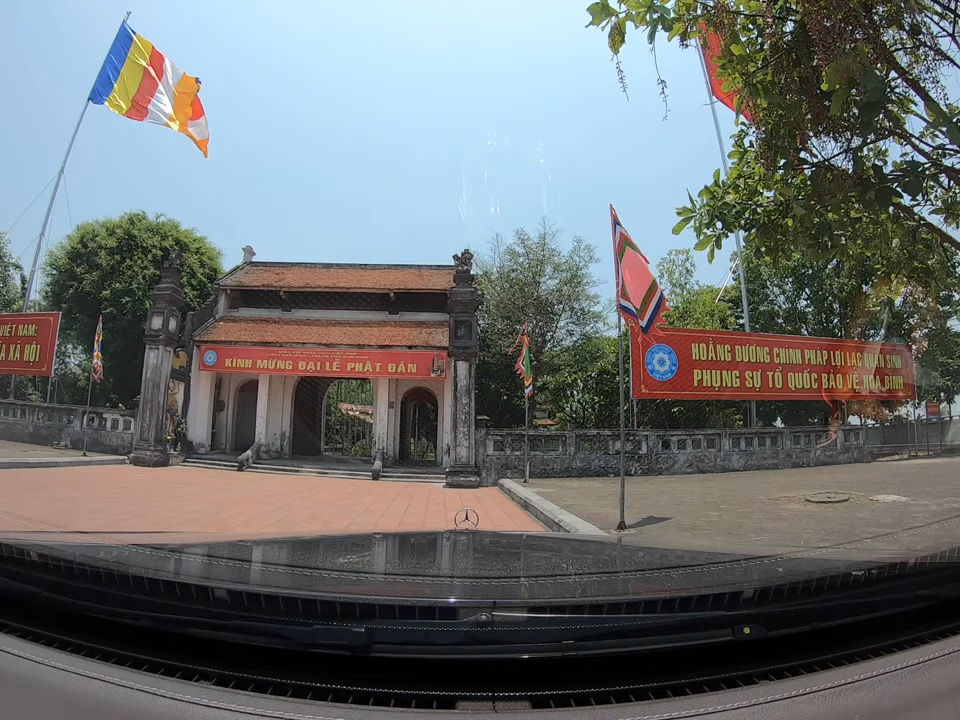 VIỆT NAM:
XÃ HỘI
KÍNH MỪNG ĐẠI LỄ PHẬT ĐẢN
HOẰNG DƯƠNG CHÍNH PHÁP LỢI LẠC QUẦN SINH
PHỤNG SỰ TỔ QUỐC BẢO VỆ HOÀ BÌNH